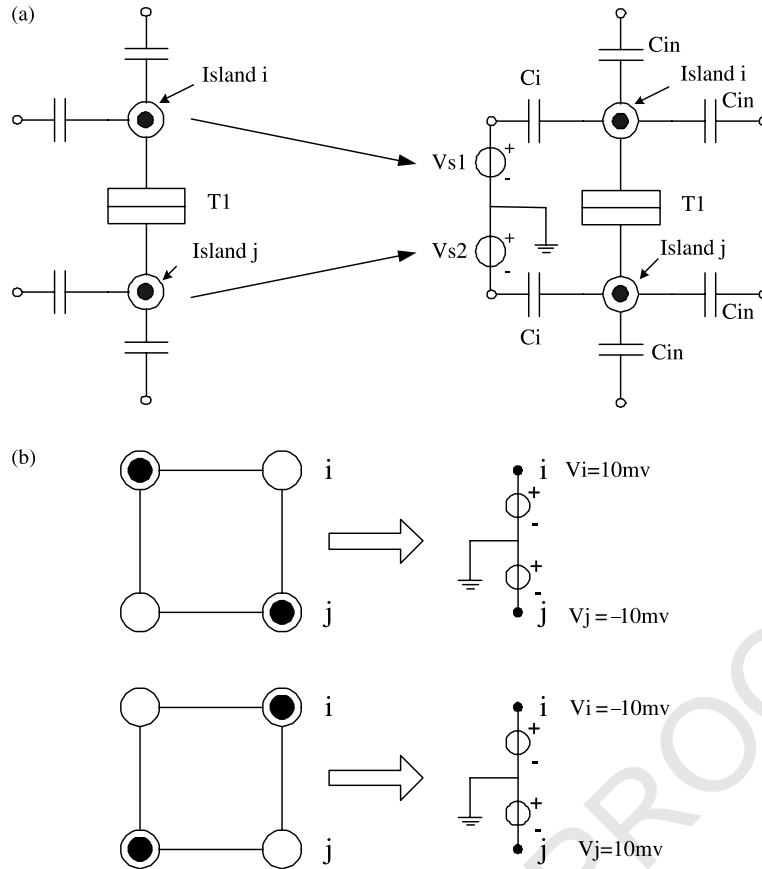 (a)
Island i
T1
Island j
Cin
Ci
Island i
Cin
Vs1
+
-
T1
Vs2
+
-
Island j
Ci
Cin
Cin
(b)
i
j
i Vi=10mv
+
-
+
-
j Vj=-10mv
i
j
i Vi=-10mv
+
-
+
-
j Vj=10mv
PROO